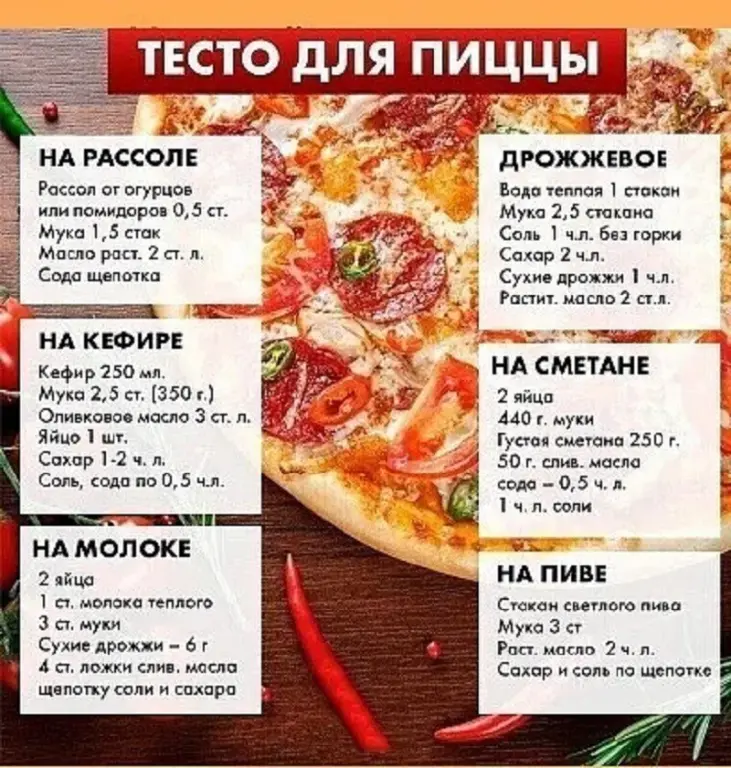 ТЕСТО ДЛЯ ПИЦЦЫ
НА РАССОЛЕ
Рассол от огурцов
или помидоров 0,5 ст.
Мука 1,5 стак
Масло раст. 2 ст. л.
Сода щепотка
НА КЕФИРЕ
Кефир 250 мл.
Мука 2,5 ст. (350 г.)
Оливковое масло 3 ст. л.
Яйцо 1 шт.
Сахар 1-2 ч. л.
Соль, сода по 0,5 ч.л.
НА МОЛОКЕ
2 яйца
1 ст. молока теплого
3 ст. муки
Сухие дрожжи – 6 г
4 ст. ложки слив. масла
щепотку соли и сахара
ДРОЖЖЕВОЕ
Вода теплая 1 стакан
Мука 2,5 стакана
Соль 1 ч.л. без горки
Сахар 2 ч.л.
Сухие дрожжи 1 ч.л.
Растит. масло 2 ст.л.
НА СМЕТАНЕ
2 яйца
440 г. муки
Густая сметана 250 г.
50 г. слив. масла
сода – 0,5 ч. л.
1 ч. л. соли
НА ПИВЕ
Стакан светлого пива
Мука 3 ст
Раст. масло 2 ч. л.
Сахар и соль по щепотке